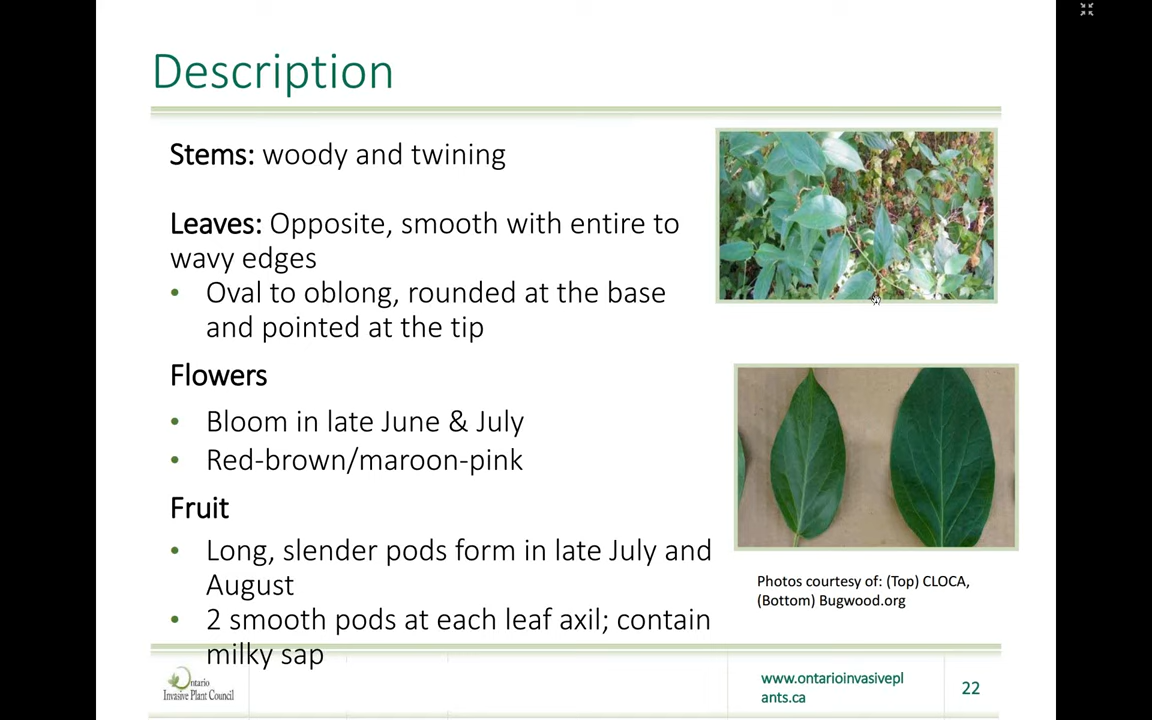 Description
Stems: woody and twining
Leaves: Opposite, smooth with entire to
wavy edges
• Oval to oblong, rounded at the base
and pointed at the tip
Flowers
• Bloom in late June & July
• Red-brown/maroon-pink
Fruit
• Long, slender pods form in late July and
August
• 2 smooth pods at each leaf axil; contain
milky sap
Photos courtesy of: (Top) CLOCA,
(Bottom) Bugwood.org
Ontario
Invasive Plant Council
www.ontarioinvasivepl
ants.ca
22